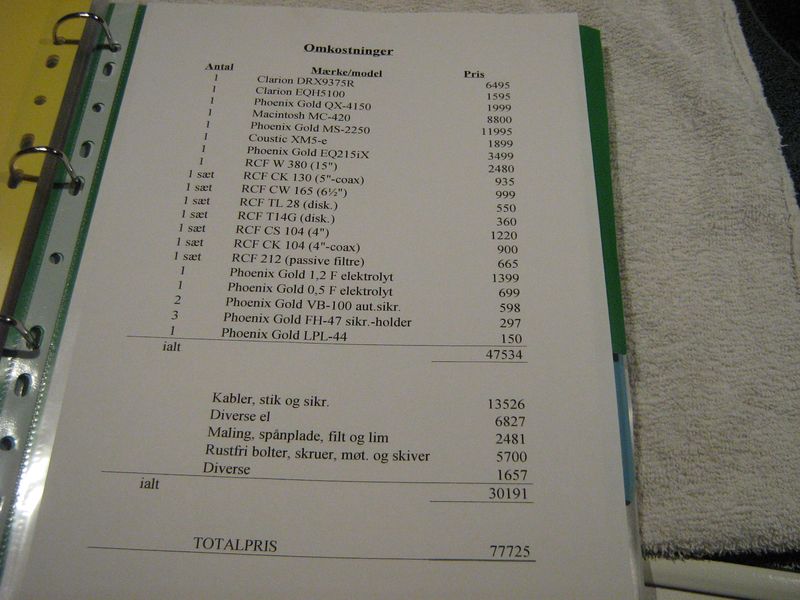 Omkostninger
Antal Mærke/model Pris
1 Clarion DRX9375R 6495
1 Clarion EQH5100 1595
1 Phoenix Gold QX-4150 1999
1 Macintosh MC-420 8800
1 Phoenix Gold MS-2250 11995
1 Coustic XM5-e 1899
1 Phoenix Gold EQ215iX 3499
1 RCF W 380 (15") 2480
1 sæt RCF CK 130 (5"-coax) 935
1 sæt RCF CW 165 (6½") 999
1 sæt RCF TL 28 (disk.) 550
1 sæt RCF T14G (disk.) 360
1 sæt RCF CS 104 (4") 1220
1 sæt RCF CK 104 (4"-coax) 900
1 sæt RCF 212 (passive filtre) 665
1 Phoenix Gold 1,2 F elektrolyt 1399
1 Phoenix Gold 0,5 F elektrolyt 699
2 Phoenix Gold VB-100 aut.sikr. 598
3 Phoenix Gold FH-47 sikr.-holder 297
1 Phoenix Gold LPL-44 150
ialt 47534
Kabler, stik og sikr. 13526
Diverse el 6827
Maling, spånplade, filt og lim 2481
Rustfri bolter, skruer, møt. og skiver 5700
Diverse 1657
ialt 30191
TOTALPRIS 77725